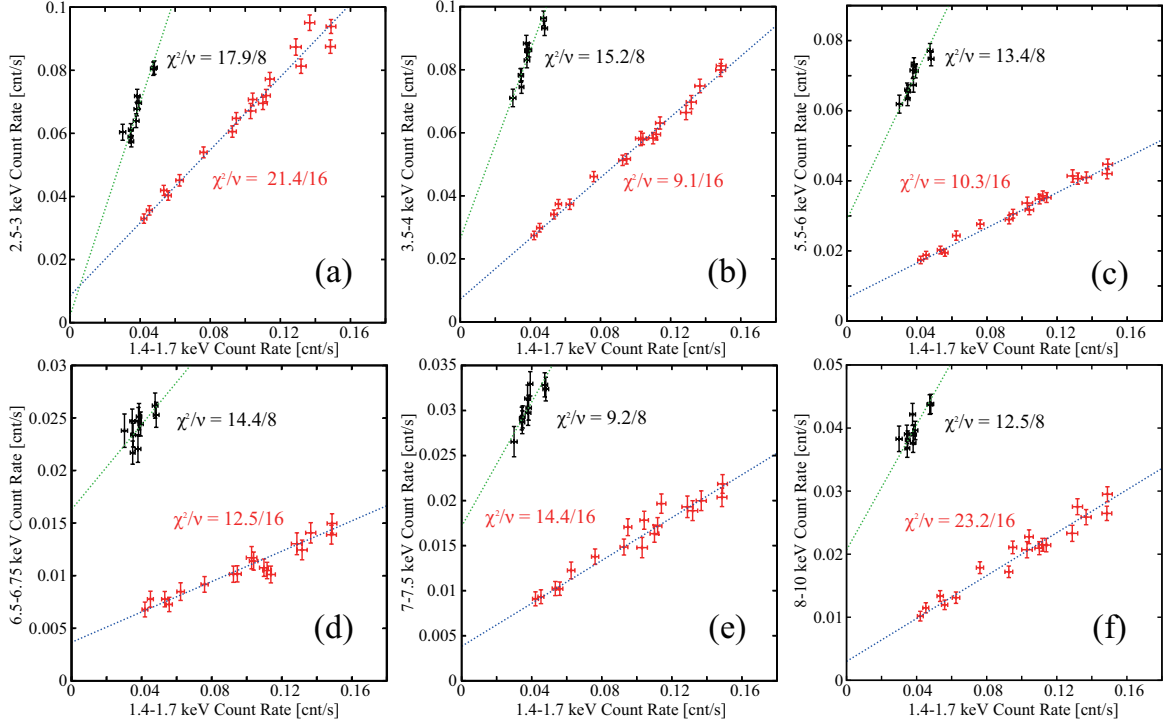 2.5-3 keV Count Rate [cnt/s]
0.1
0.08
0.06
0.04
0.02
0
χ²/ν = 17.9/8
χ²/ν = 21.4/16
(a)
0 0.04 0.08 0.12 0.16
1.4-1.7 keV Count Rate [cnt/s]
3.5-4 keV Count Rate [cnt/s]
0.1
0.08
0.06
0.04
0.02
0
χ²/ν = 15.2/8
χ²/ν = 9.1/16
(b)
0 0.04 0.08 0.12 0.16
1.4-1.7 keV Count Rate [cnt/s]
5.5-6 keV Count Rate [cnt/s]
0.08
0.06
0.04
0.02
0
χ²/ν = 13.4/8
χ²/ν = 10.3/16
(c)
0 0.04 0.08 0.12 0.16
1.4-1.7 keV Count Rate [cnt/s]
6.5-6.75 keV Count Rate [cnt/s]
0.03
0.025
0.02
0.015
0.01
0.005
0
χ²/ν = 14.4/8
χ²/ν = 12.5/16
(d)
0 0.04 0.08 0.12 0.16
1.4-1.7 keV Count Rate [cnt/s]
7-7.5 keV Count Rate [cnt/s]
0.035
0.03
0.025
0.02
0.015
0.01
0.005
0
χ²/ν = 9.2/8
χ²/ν = 14.4/16
(e)
0 0.04 0.08 0.12 0.16
1.4-1.7 keV Count Rate [cnt/s]
8-10 keV Count Rate [cnt/s]
0.05
0.04
0.03
0.02
0.01
0
χ²/ν = 12.5/8
χ²/ν = 23.2/16
(f)
0 0.04 0.08 0.12 0.16
1.4-1.7 keV Count Rate [cnt/s]